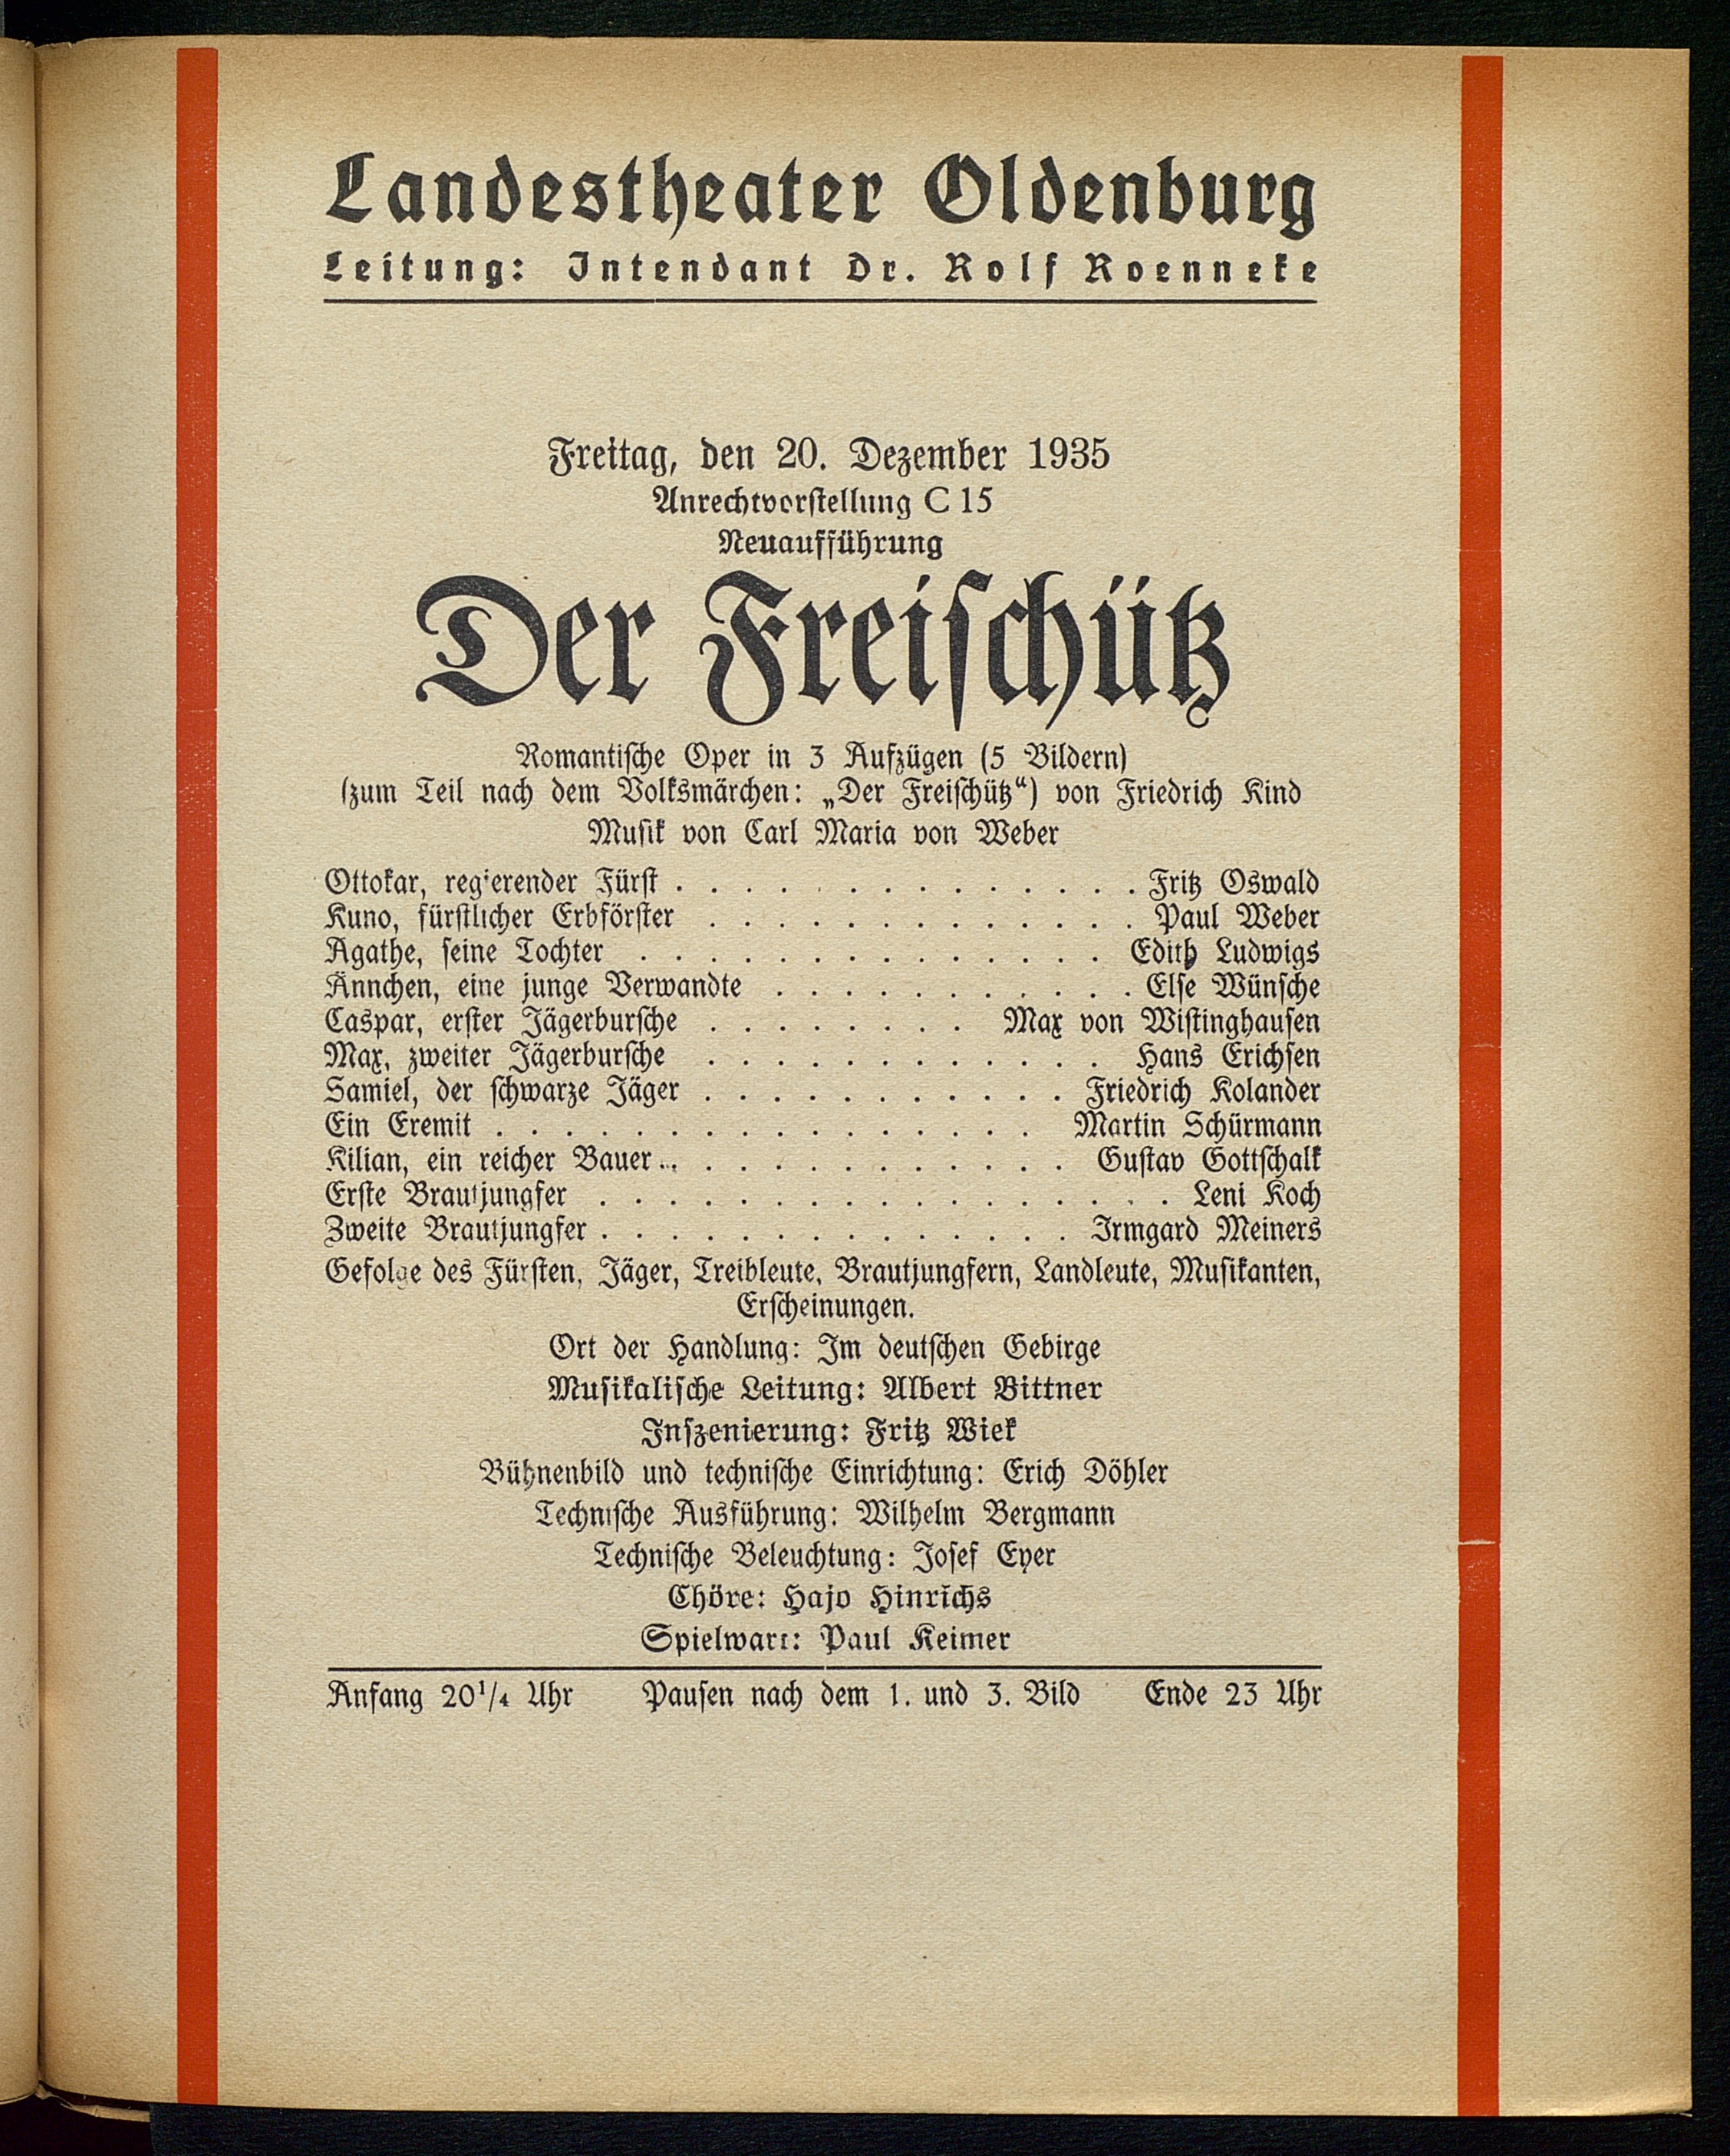 Landestheater Oldenburg
Leitung: Intendant Dr. Rolf Roenneke
Freitag, den 20. Dezember 1935
Anrechtvorstellung C 15
Neuaufführung
Der Freischütz
Romantische Oper in 3 Aufzügen (5 Bildern)
(zum Teil nach dem Volksmärchen: „Der Freischütz“) von Friedrich Kind
Musik von Carl Maria von Weber
Ottokar, regierender Fürst . . . . . . . . . . . . . . Fritz Oswald
Kuno, fürstlicher Erbförster . . . . . . . . . . . . . Paul Weber
Agathe, seine Tochter . . . . . . . . . . . . . . Edith Ludwigs
Ännchen, eine junge Verwandte . . . . . . . . . . . Else Wünsche
Caspar, erster Jägerbursche . . . . . . . . Max von Wistinghausen
Max, zweiter Jägerbursche . . . . . . . . . . . . Hans Erichsen
Samiel, der schwarze Jäger . . . . . . . . . . . Friedrich Kolander
Ein Eremit . . . . . . . . . . . . . . . . Martin Schürmann
Kilian, ein reicher Bauer . . . . . . . . . . . . Gustav Gottschalk
Erste Brautjungfer . . . . . . . . . . . . . . . . . Leni Koch
Zweite Brautjungfer . . . . . . . . . . . . . . Irmgard Meiners
Gefolge des Fürsten, Jäger, Treibleute, Brautjungfern, Landleute, Musikanten,
Erscheinungen.
Ort der Handlung: Im deutschen Gebirge
Musikalische Leitung: Albert Bittner
Inszenierung: Fritz Wiek
Bühnenbild und technische Einrichtung: Erich Döhler
Technische Ausführung: Wilhelm Bergmann
Technische Beleuchtung: Josef Eyer
Chöre: Hajo Hinrichs
Spielwart: Paul Keimer
Anfang 20¹/₄ Uhr Pausen nach dem 1. und 3. Bild Ende 23 Uhr